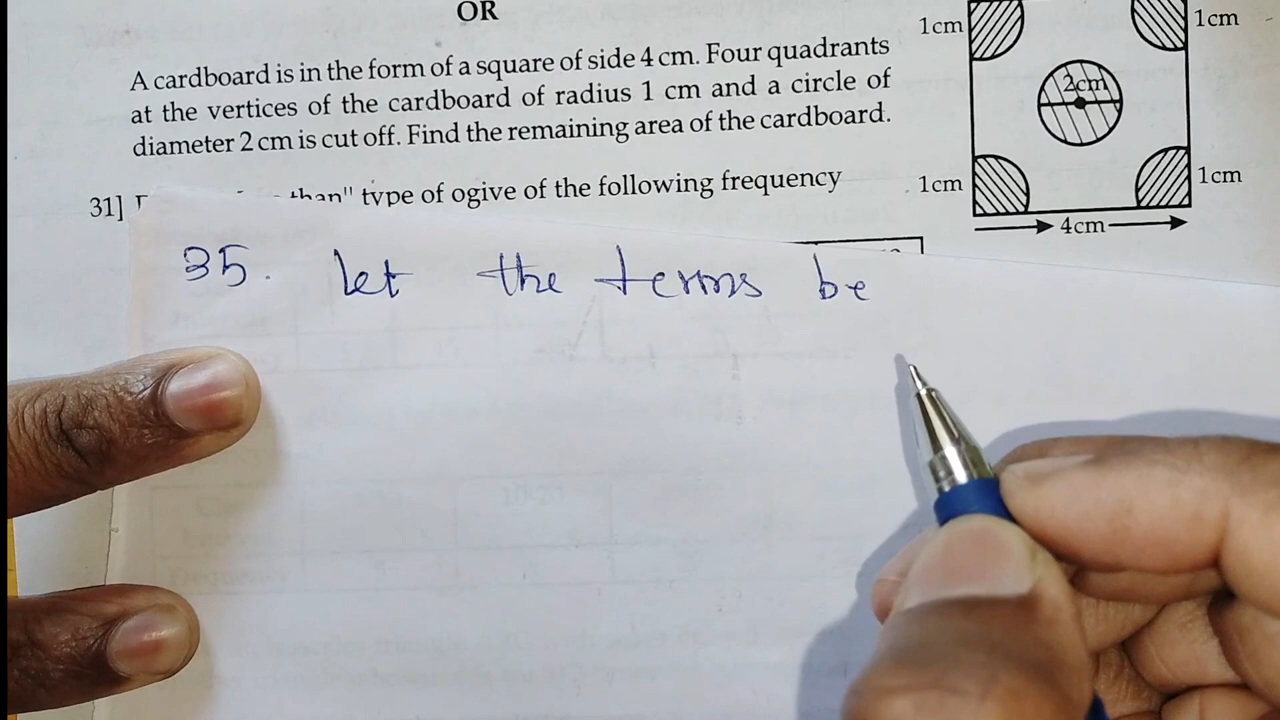 OR
A cardboard is in the form of a square of side 4 cm. Four quadrants
at the vertices of the cardboard of radius 1 cm and a circle of
diameter 2 cm is cut off. Find the remaining area of the cardboard.
1cm
1cm
2cm
1cm
1cm
4cm
31] than" type of ogive of the following frequency
35. let the terms be